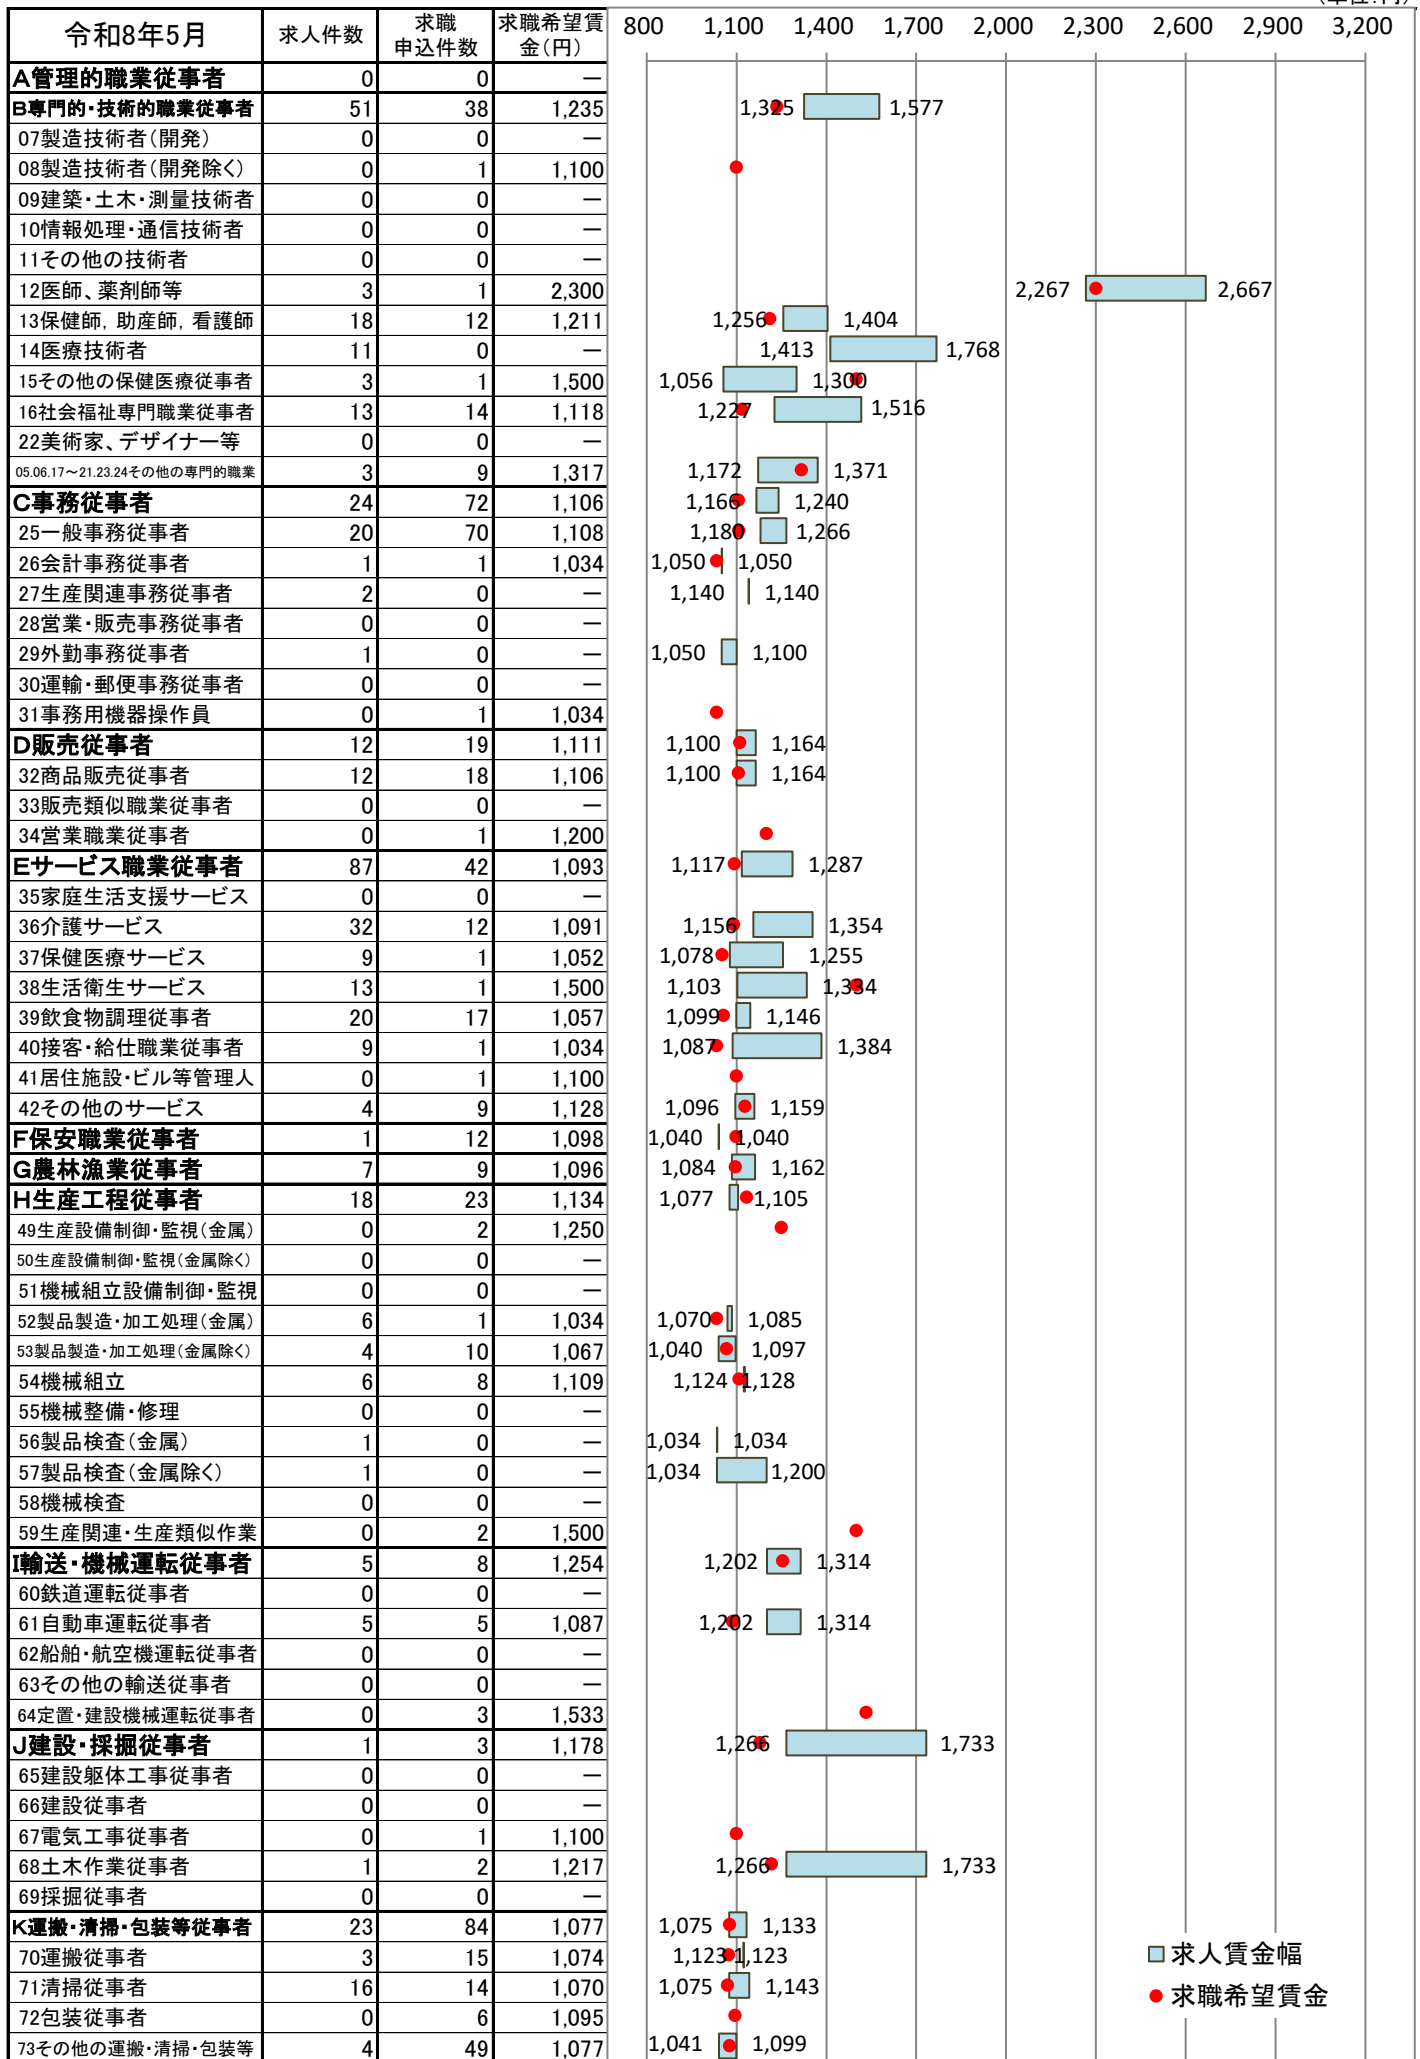 (単位:円)
令和8年5月 求人件数 求職申込件数 求職希望賃金(円) 800 1,100 1,400 1,700 2,000 2,300 2,600 2,900 3,200
A管理的職業従事者 0 0 ―
B専門的・技術的職業従事者 51 38 1,235 1,325 1,577
07製造技術者(開発) 0 0 ―
08製造技術者(開発除く) 0 1 1,100
09建築・土木・測量技術者 0 0 ―
10情報処理・通信技術者 0 0 ―
11その他の技術者 0 0 ―
12医師、薬剤師等 3 1 2,300 2,267 2,667
13保健師,助産師,看護師 18 12 1,211 1,256 1,404
14医療技術者 11 0 ― 1,413 1,768
15その他の保健医療従事者 3 1 1,500 1,056 1,300
16社会福祉専門職業従事者 13 14 1,118 1,227 1,516
22美術家、デザイナー等 0 0 ―
05.06.17～21.23.24その他の専門的職業 3 9 1,317 1,172 1,371
C事務従事者 24 72 1,106 1,166 1,240
25一般事務従事者 20 70 1,108 1,180 1,266
26会計事務従事者 1 1 1,034 1,050 1,050
27生産関連事務従事者 2 0 ― 1,140 1,140
28営業・販売事務従事者 0 0 ―
29外勤事務従事者 1 0 ― 1,050 1,100
30運輸・郵便事務従事者 0 0 ―
31事務用機器操作員 0 1 1,034
D販売従事者 12 19 1,111 1,100 1,164
32商品販売従事者 12 18 1,106 1,100 1,164
33販売類似職業従事者 0 0 ―
34営業職業従事者 0 1 1,200
Eサービス職業従事者 87 42 1,093 1,117 1,287
35家庭生活支援サービス 0 0 ―
36介護サービス 32 12 1,091 1,156 1,354
37保健医療サービス 9 1 1,052 1,078 1,255
38生活衛生サービス 13 1 1,500 1,103 1,334
39飲食物調理従事者 20 17 1,057 1,099 1,146
40接客・給仕職業従事者 9 1 1,034 1,087 1,384
41居住施設・ビル等管理人 0 1 1,100
42その他のサービス 4 9 1,128 1,096 1,159
F保安職業従事者 1 12 1,098 1,040 1,040
G農林漁業従事者 7 9 1,096 1,084 1,162
H生産工程従事者 18 23 1,134 1,077 1,105
49生産設備制御・監視(金属) 0 2 1,250
50生産設備制御・監視(金属除く) 0 0 ―
51機械組立設備制御・監視 0 0 ―
52製品製造・加工処理(金属) 6 1 1,034 1,070 1,085
53製品製造・加工処理(金属除く) 4 10 1,067 1,040 1,097
54機械組立 6 8 1,109 1,124 1,128
55機械整備・修理 0 0 ―
56製品検査(金属) 1 0 ― 1,034 1,034
57製品検査(金属除く) 1 0 ― 1,034 1,200
58機械検査 0 0 ―
59生産関連・生産類似作業 0 2 1,500
I輸送・機械運転従事者 5 8 1,254 1,202 1,314
60鉄道運転従事者 0 0 ―
61自動車運転従事者 5 5 1,087 1,202 1,314
62船舶・航空機運転従事者 0 0 ―
63その他の輸送従事者 0 0 ―
64定置・建設機械運転従事者 0 3 1,533
J建設・採掘従事者 1 3 1,178 1,266 1,733
65建設躯体工事従事者 0 0 ―
66建設従事者 0 0 ―
67電気工事従事者 0 1 1,100
68土木作業従事者 1 2 1,217 1,266 1,733
69採掘従事者 0 0 ―
K運搬・清掃・包装等従事者 23 84 1,077 1,075 1,133
70運搬従事者 3 15 1,074 1,123 1,123 求人賃金幅
71清掃従事者 16 14 1,070 1,075 1,143 求職希望賃金
72包装従事者 0 6 1,095
73その他の運搬・清掃・包装等 4 49 1,077 1,041 1,099